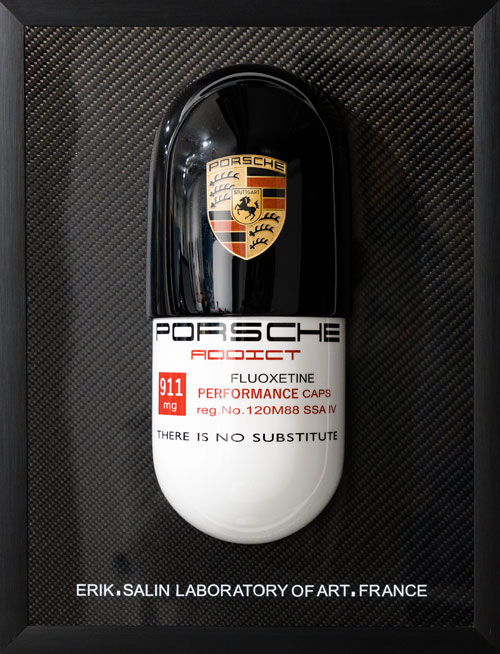 PORSCHE
STUTTGART
PORSCHE
ADDICT
911
mg
FLUOXETINE
PERFORMANCE CAPS
reg.No.120M88 SSA IV
THERE IS NO SUBSTITUTE
ERIK.SALIN LABORATORY OF ART.FRANCE